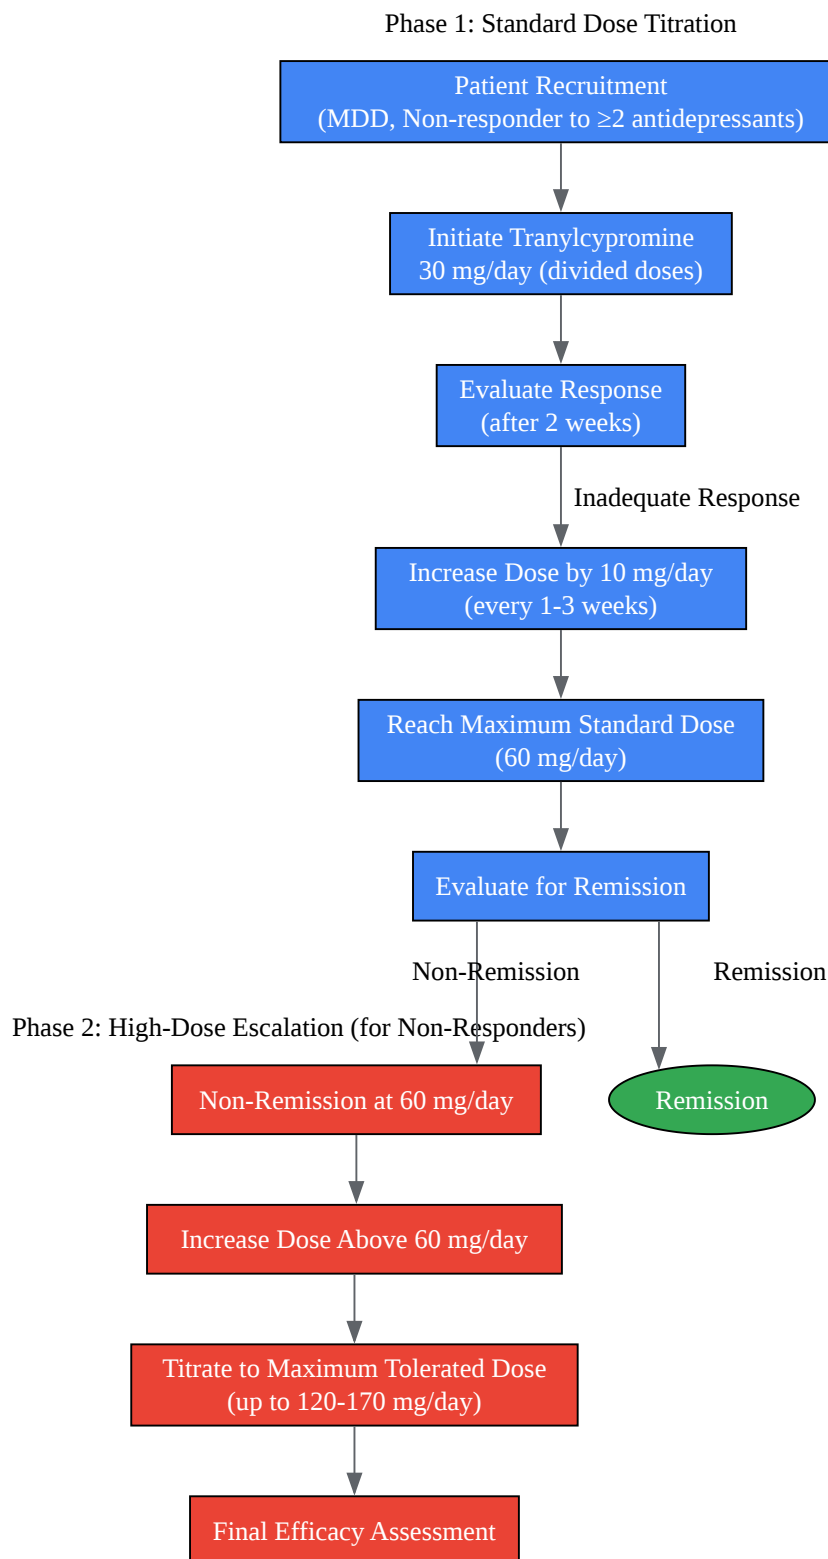 Phase 1: Standard Dose Titration
Patient Recruitment
(MDD, Non-responder to ≥2 antidepressants)
Initiate Tranylcypromine
30 mg/day (divided doses)
Evaluate Response
(after 2 weeks)
Inadequate Response
Increase Dose by 10 mg/day
(every 1-3 weeks)
Reach Maximum Standard Dose
(60 mg/day)
Evaluate for Remission
Non-Remission
Remission
Phase 2: High-Dose Escalation (for Non-Responders)
Non-Remission at 60 mg/day
Remission
Increase Dose Above 60 mg/day
Titrate to Maximum Tolerated Dose
(up to 120-170 mg/day)
Final Efficacy Assessment